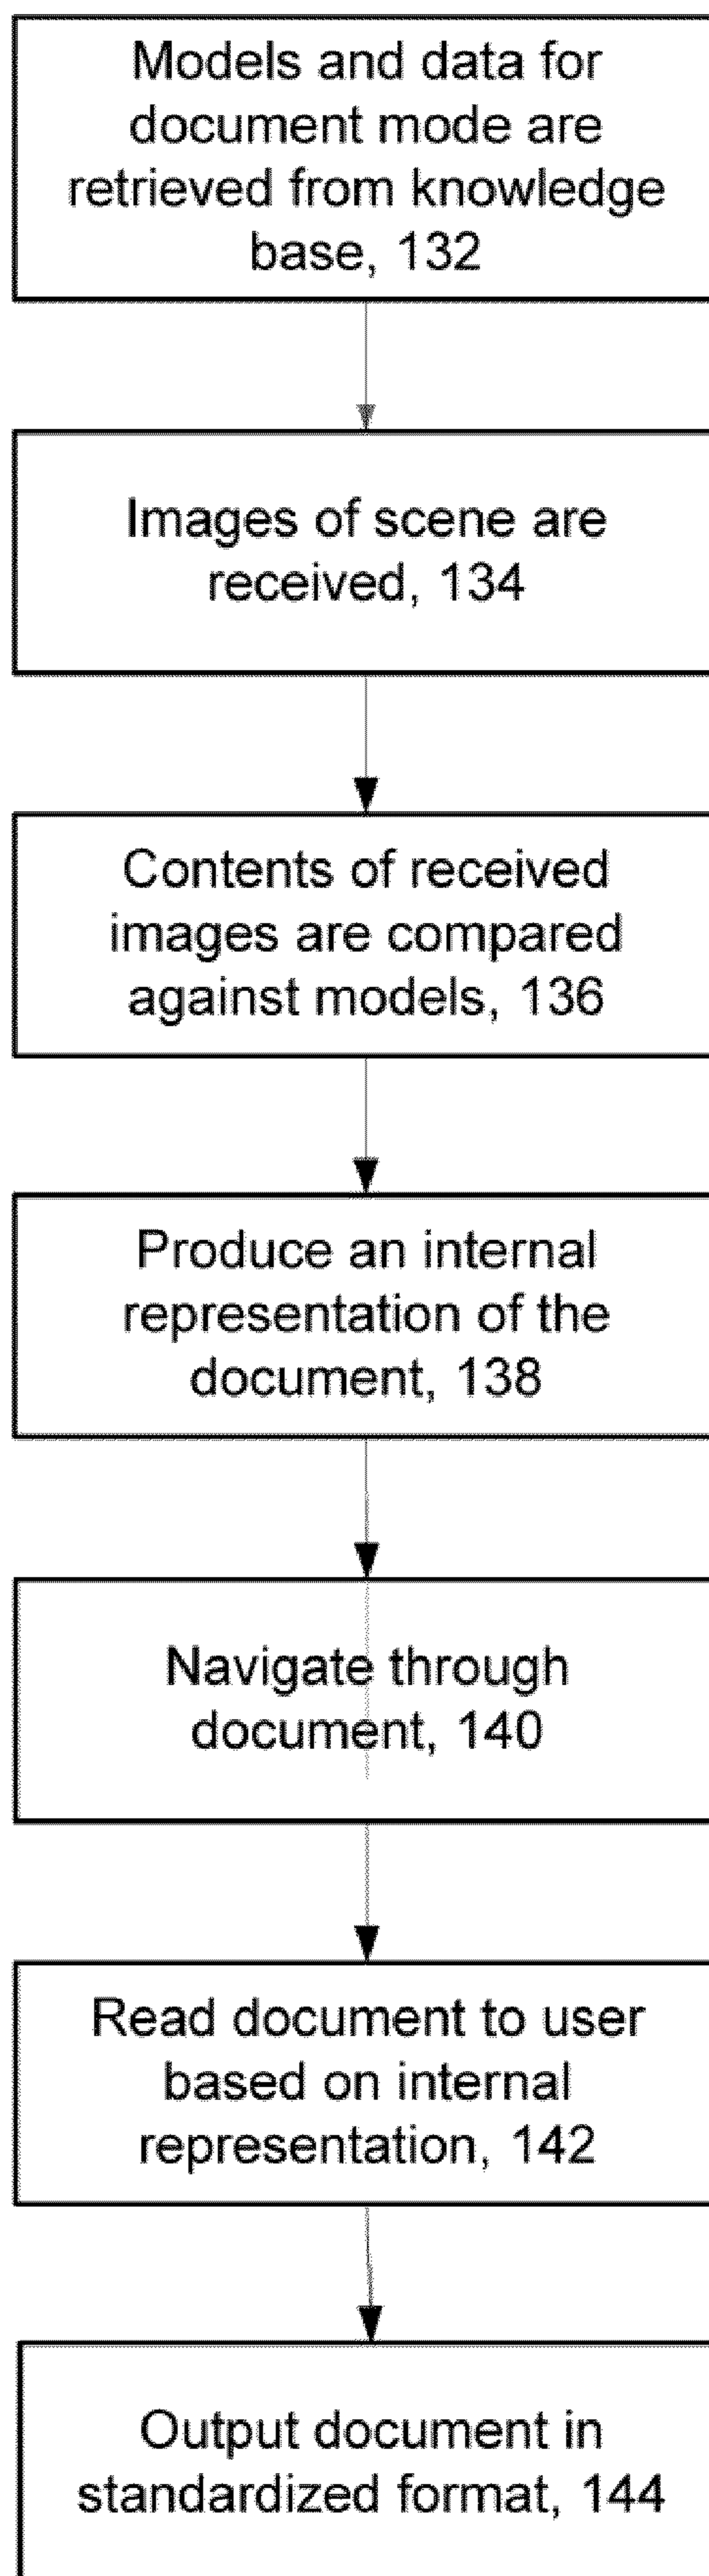 Models and data for
document mode are
retrieved from knowledge
base, 132
Images of scene are
received, 134
Contents of received
images are compared
against models, 136
Produce an internal
representation of the
document, 138
Navigate through
document, 140
Read document to user
based on internal
representation, 142
Output document in
standardized format, 144